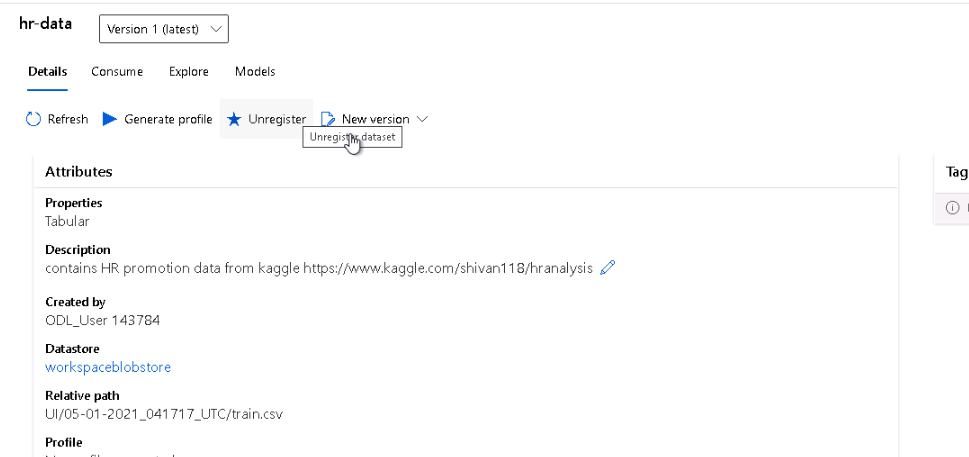 hr-data
Version 1 (latest)
Details Consume Explore Models
Refresh Generate profile Unregister New version
Unregister dataset
Attributes
Tag
Properties
Tabular
Description
contains HR promotion data from kaggle https://www.kaggle.com/shivan118/hranalysis
Created by
ODL_User 143784
Datastore
workspaceblobstore
Relative path
UI/05-01-2021_041717_UTC/train.csv
Profile